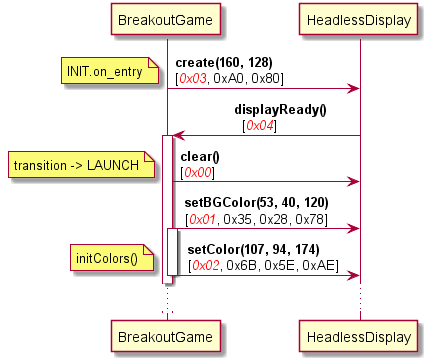 BreakoutGame HeadlessDisplay
INIT.on_entry
create(160, 128)
[0x03, 0xA0, 0x80]
displayReady()
[0x04]
transition -> LAUNCH
clear()
[0x00]
setBGColor(53, 40, 120)
[0x01, 0x35, 0x28, 0x78]
initColors()
setColor(107, 94, 174)
[0x02, 0x6B, 0x5E, 0xAE]
BreakoutGame HeadlessDisplay